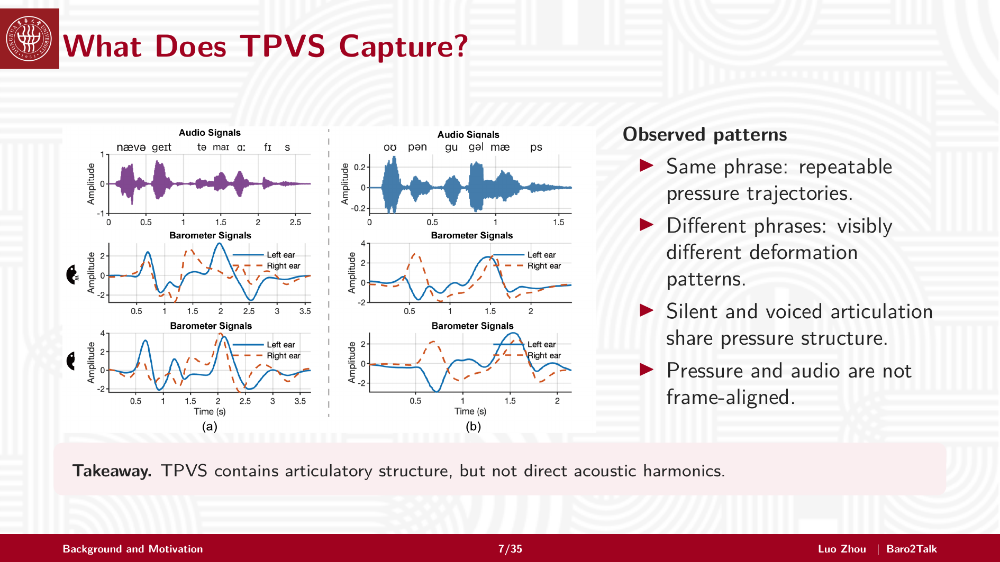 DONGHUA UNIVERSITY
東華大學
• 1951 •
What Does TPVS Capture?
Audio Signals
nævə geɪt tə maɪ ɑː fɪ s
Amplitude
1
0
-1
0 0.5 1 1.5 2 2.5
Barometer Signals
Amplitude
2
0
-2
Left ear
Right ear
0.5 1 1.5 2 2.5 3 3.5
Barometer Signals
Amplitude
4
2
0
-2
Left ear
Right ear
0.5 1 1.5 2 2.5 3 3.5
Time (s)
(a)
Audio Signals
oʊ pən gu gəl mæ ps
Amplitude
0.2
0
-0.2
0 0.5 1 1.5
Barometer Signals
Amplitude
4
2
0
-2
Left ear
Right ear
0.5 1 1.5 2
Barometer Signals
Amplitude
2
0
-2
Left ear
Right ear
0.5 1 1.5 2
Time (s)
(b)
Observed patterns
Same phrase: repeatable
pressure trajectories.
Different phrases: visibly
different deformation
patterns.
Silent and voiced articulation
share pressure structure.
Pressure and audio are not
frame-aligned.
Takeaway. TPVS contains articulatory structure, but not direct acoustic harmonics.
Background and Motivation
7/35
Luo Zhou | Baro2Talk